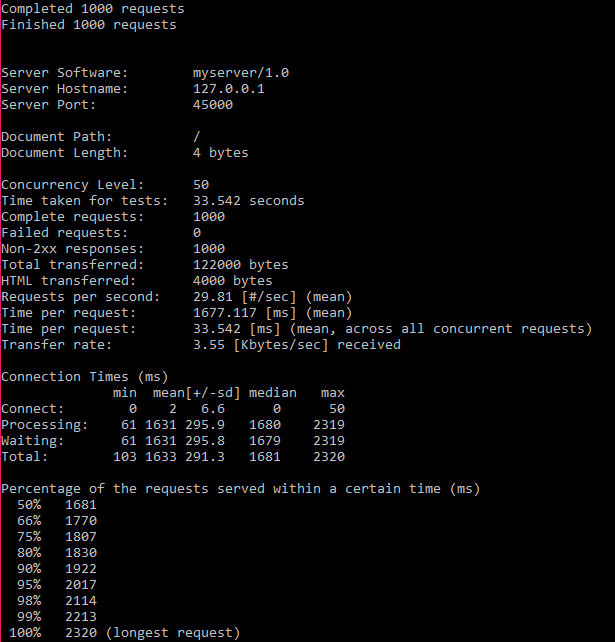 Completed 1000 requests
Finished 1000 requests
Server Software: myserver/1.0
Server Hostname: 127.0.0.1
Server Port: 45000
Document Path: /
Document Length: 4 bytes
Concurrency Level: 50
Time taken for tests: 33.542 seconds
Complete requests: 1000
Failed requests: 0
Non-2xx responses: 1000
Total transferred: 122000 bytes
HTML transferred: 4000 bytes
Requests per second: 29.81 [#/sec] (mean)
Time per request: 1677.117 [ms] (mean)
Time per request: 33.542 [ms] (mean, across all concurrent requests)
Transfer rate: 3.55 [Kbytes/sec] received
Connection Times (ms)
min mean[+/-sd] median max
Connect: 0 2 6.6 0 50
Processing: 61 1631 295.9 1680 2319
Waiting: 61 1631 295.8 1679 2319
Total: 103 1633 291.3 1681 2320
Percentage of the requests served within a certain time (ms)
50% 1681
66% 1770
75% 1807
80% 1830
90% 1922
95% 2017
98% 2114
99% 2213
100% 2320 (longest request)